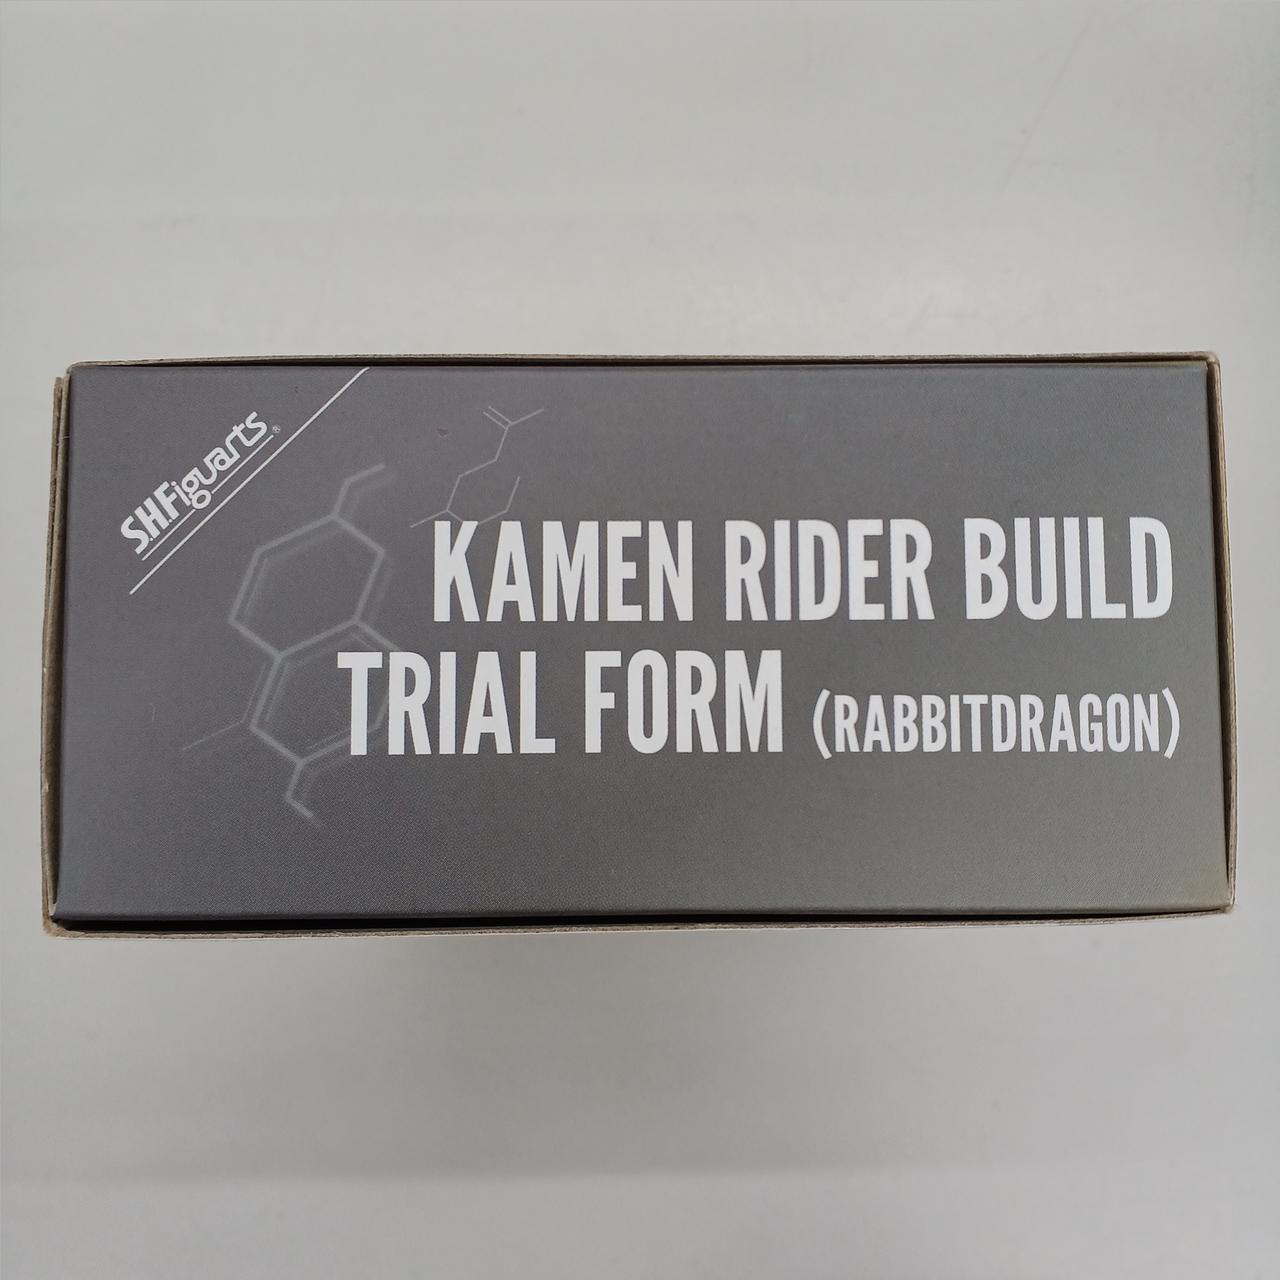 S.H.Figuarts®
KAMEN RIDER BUILD
TRIAL FORM (RABBITDRAGON)